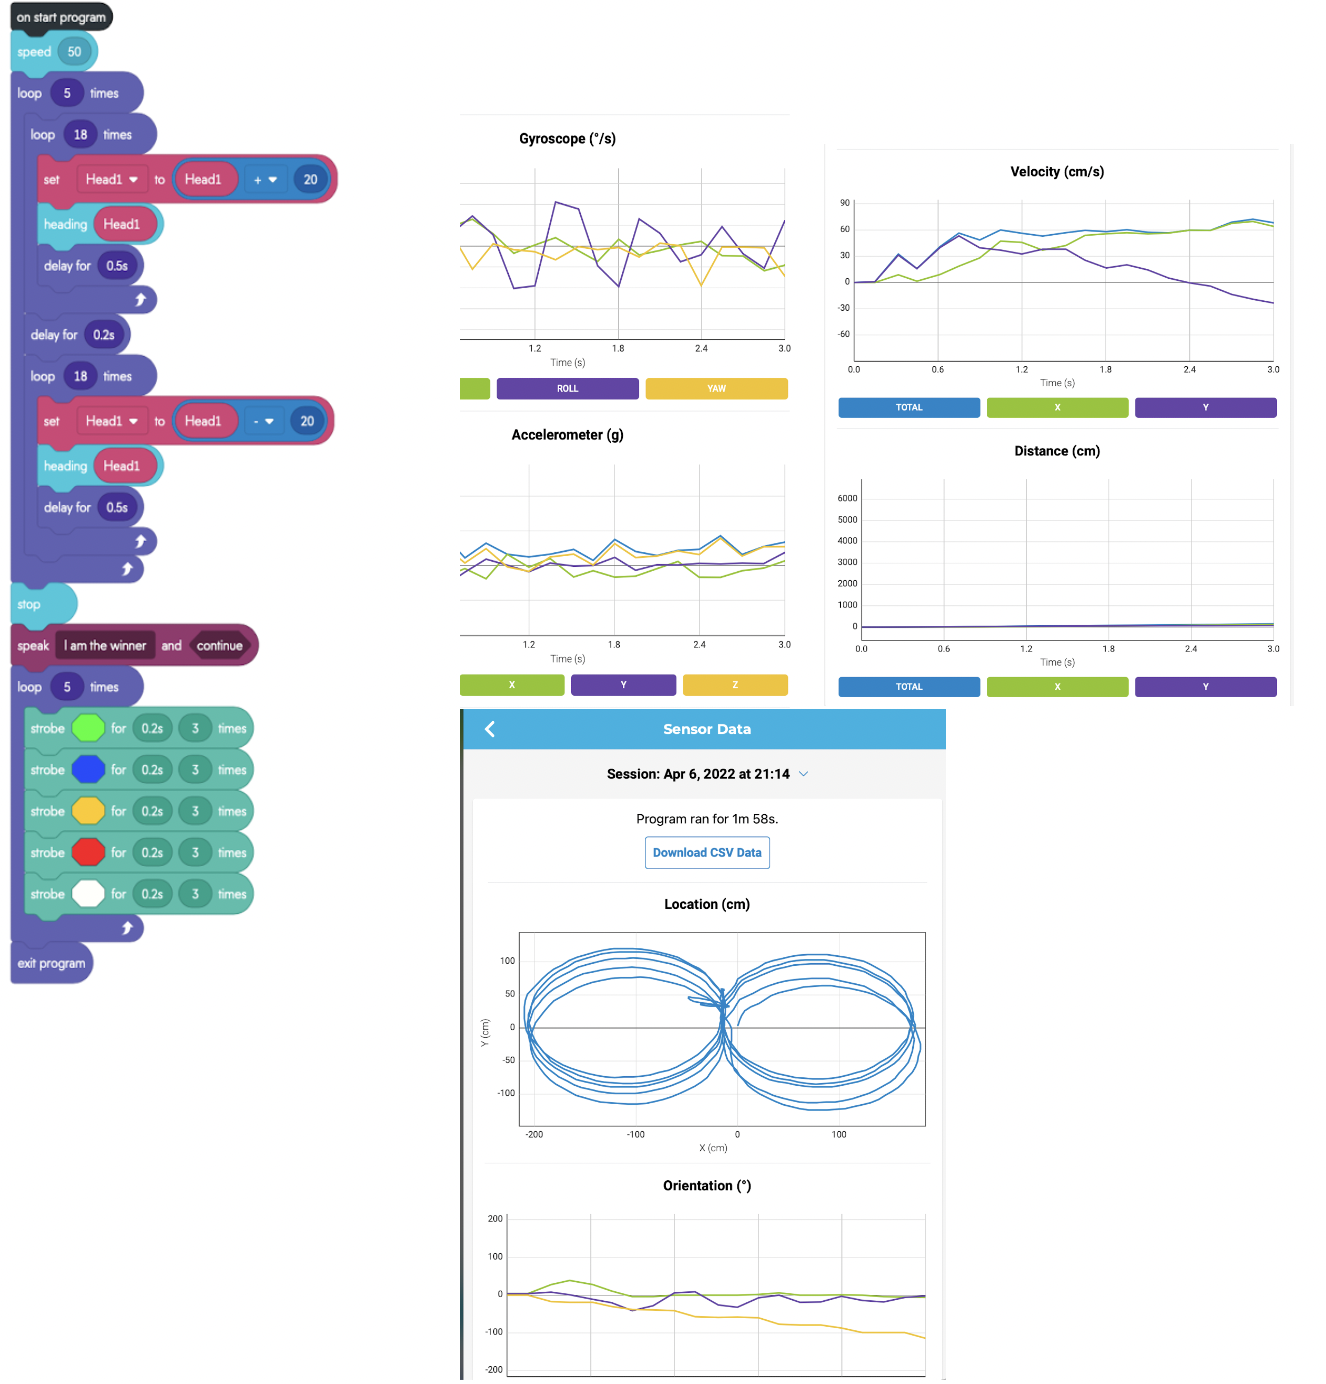 on start program
speed 50
loop 5 times
loop 18 times
set Head1 to Head1 + 20
heading Head1
delay for 0.5s
delay for 0.2s
loop 18 times
set Head1 to Head1 - 20
heading Head1
delay for 0.5s
stop
speak I am the winner and continue
loop 5 times
strobe for 0.2s 3 times
strobe for 0.2s 3 times
strobe for 0.2s 3 times
strobe for 0.2s 3 times
strobe for 0.2s 3 times
exit program
Gyroscope (°/s)
1.2 1.8 2.4 3.0
Time (s)
ROLL YAW
Accelerometer (g)
1.2 1.8 2.4 3.0
Time (s)
X Y Z
Velocity (cm/s)
90
60
30
0
-30
-60
0.0 0.6 1.2 1.8 2.4 3.0
Time (s)
TOTAL X Y
Distance (cm)
6000
5000
4000
3000
2000
1000
0
0.0 0.6 1.2 1.8 2.4 3.0
Time (s)
TOTAL X Y
Sensor Data
Session: Apr 6, 2022 at 21:14
Program ran for 1m 58s.
Download CSV Data
Location (cm)
100
50
0
-50
-100
Y (cm)
-200 -100 0 100
X (cm)
Orientation (°)
200
100
0
-100
-200